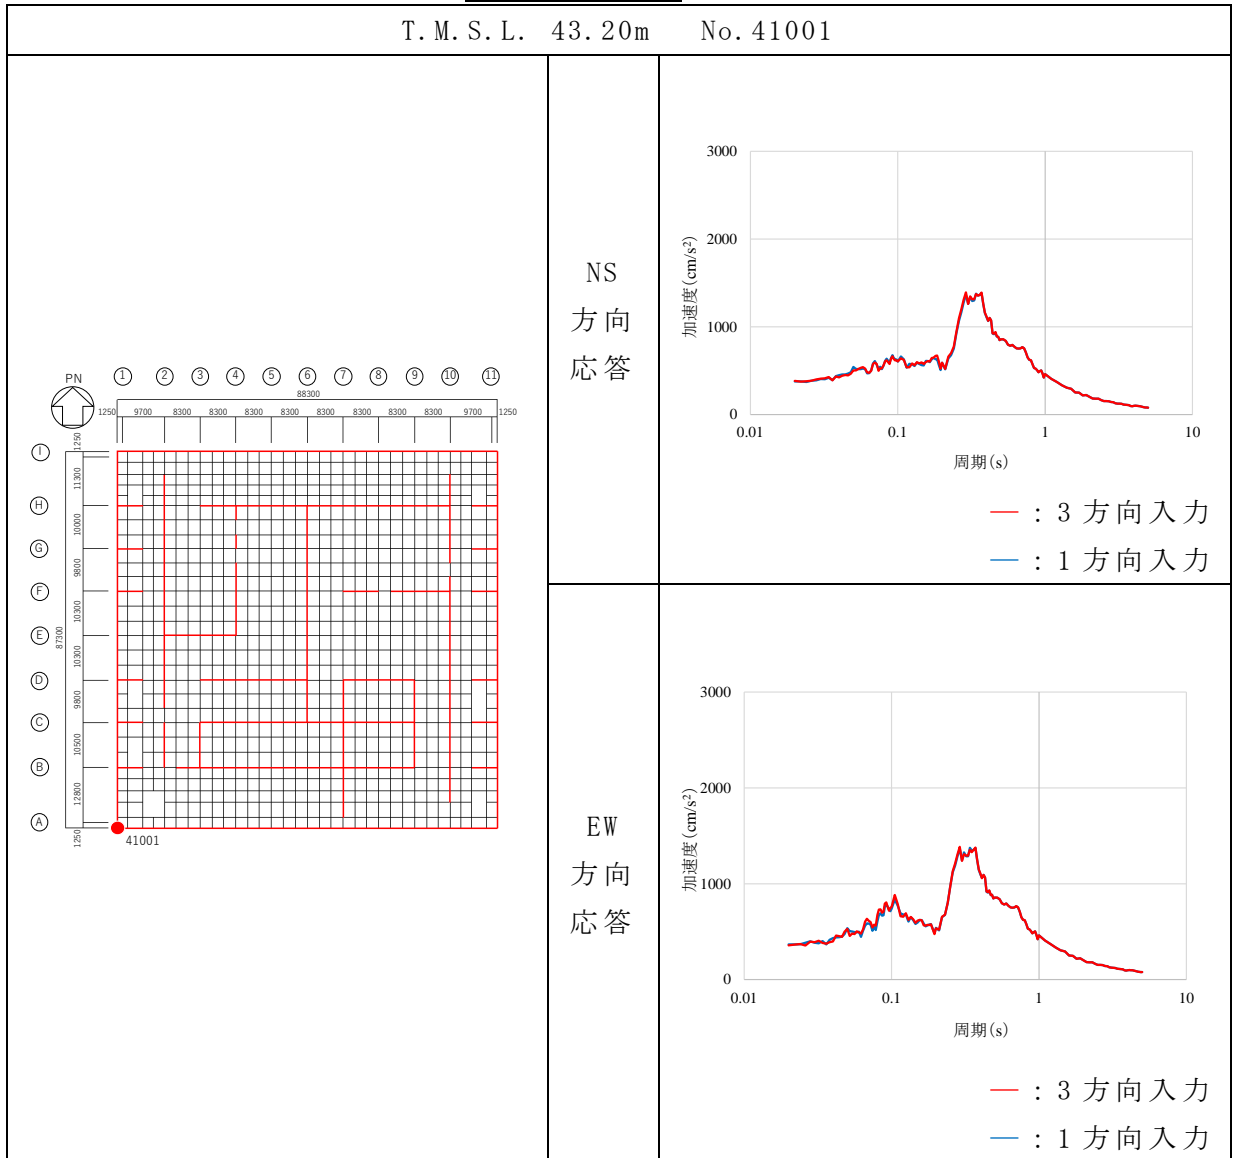 T.M.S.L. 43.20m No.41001
PN
1 2 3 4 5 6 7 8 9 10 11
88300
1250 9700 8300 8300 8300 8300 8300 8300 8300 9700 1250
I
H
G
F
E
D
C
B
A
1250
11300
10000
9800
10300
10300
9800
10500
12800
1250
87300
41001
NS
方向
応答
3000
2000
1000
0
0.01 0.1 1 10
加速度(cm/s²)
周期(s)
:3方向入力
:1方向入力
EW
方向
応答
3000
2000
1000
0
0.01 0.1 1 10
加速度(cm/s²)
周期(s)
:3方向入力
:1方向入力